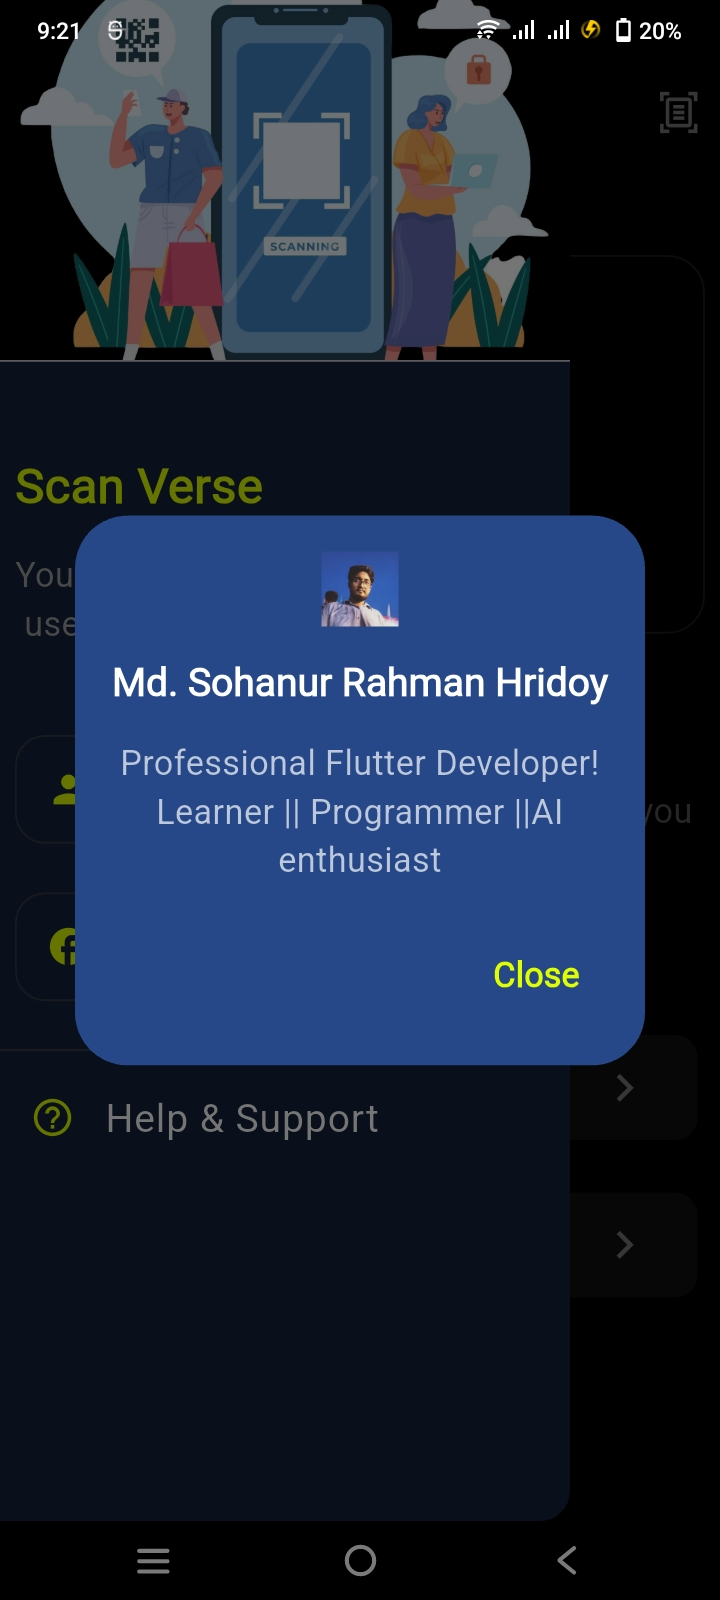 9:21
20%
SCANNING
Scan Verse
You
use
Md. Sohanur Rahman Hridoy
Professional Flutter Developer!
Learner || Programmer ||AI
enthusiast
you
Close
Help & Support